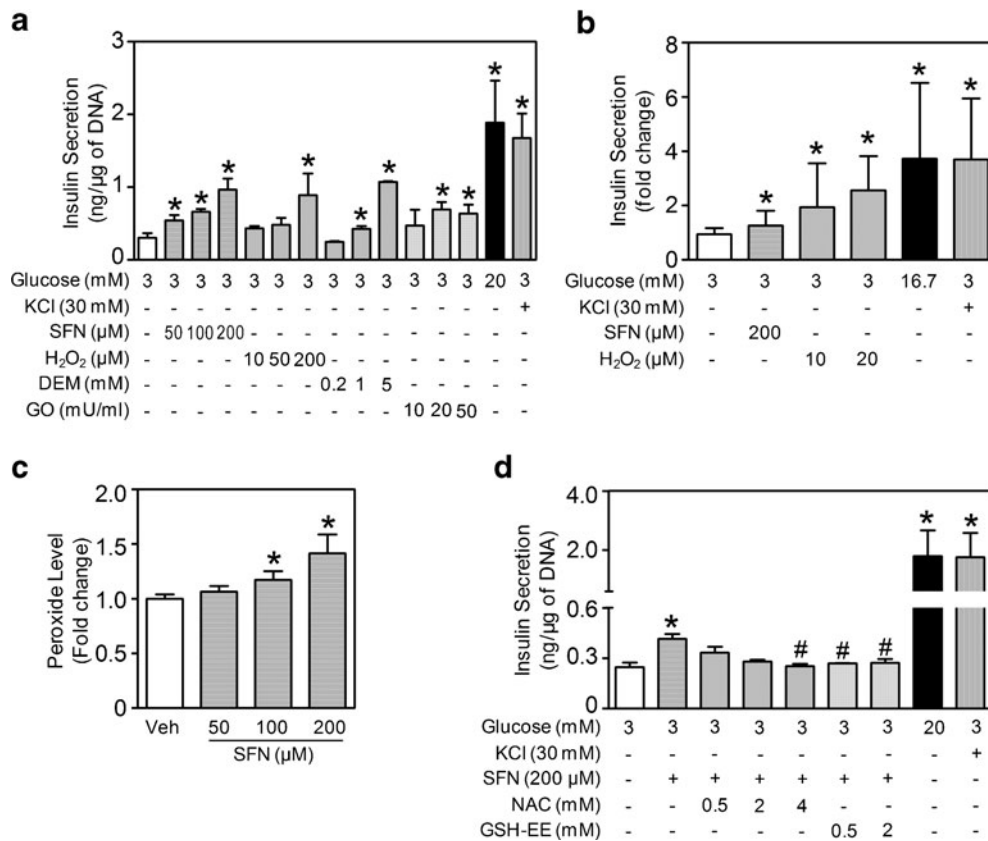 a
Insulin Secretion
(ng/µg of DNA)
3
2
1
0
* * * * * * * * * *
Glucose (mM) 3 3 3 3 3 3 3 3 3 3 3 3 3 20 3
KCl (30 mM) - - - - - - - - - - - - - - +
SFN (µM) - 50 100 200 - - - - - - - - - - -
H₂O₂ (µM) - - - - 10 50 200 - - - - - - - -
DEM (mM) - - - - - - - 0.2 1 5 - - - - -
GO (mU/ml) - - - - - - - - - - 10 20 50 - -
b
Insulin Secretion
(fold change)
8
6
4
2
0
* * * * *
Glucose (mM) 3 3 3 3 16.7 3
KCl (30 mM) - - - - - +
SFN (µM) - 200 - - - -
H₂O₂ (µM) - - 10 20 - -
c
Peroxide Level
(Fold change)
2.0
1.5
1.0
0.5
0
* *
Veh 50 100 200
SFN (µM)
d
Insulin Secretion
(ng/µg of DNA)
4.0
2.0
0.6
0.3
0
* # # # * *
Glucose (mM) 3 3 3 3 3 3 3 20 3
KCl (30 mM) - - - - - - - - +
SFN (200 µM) - + + + + + + - -
NAC (mM) - - 0.5 2 4 - - - -
GSH-EE (mM) - - - - - 0.5 2 - -